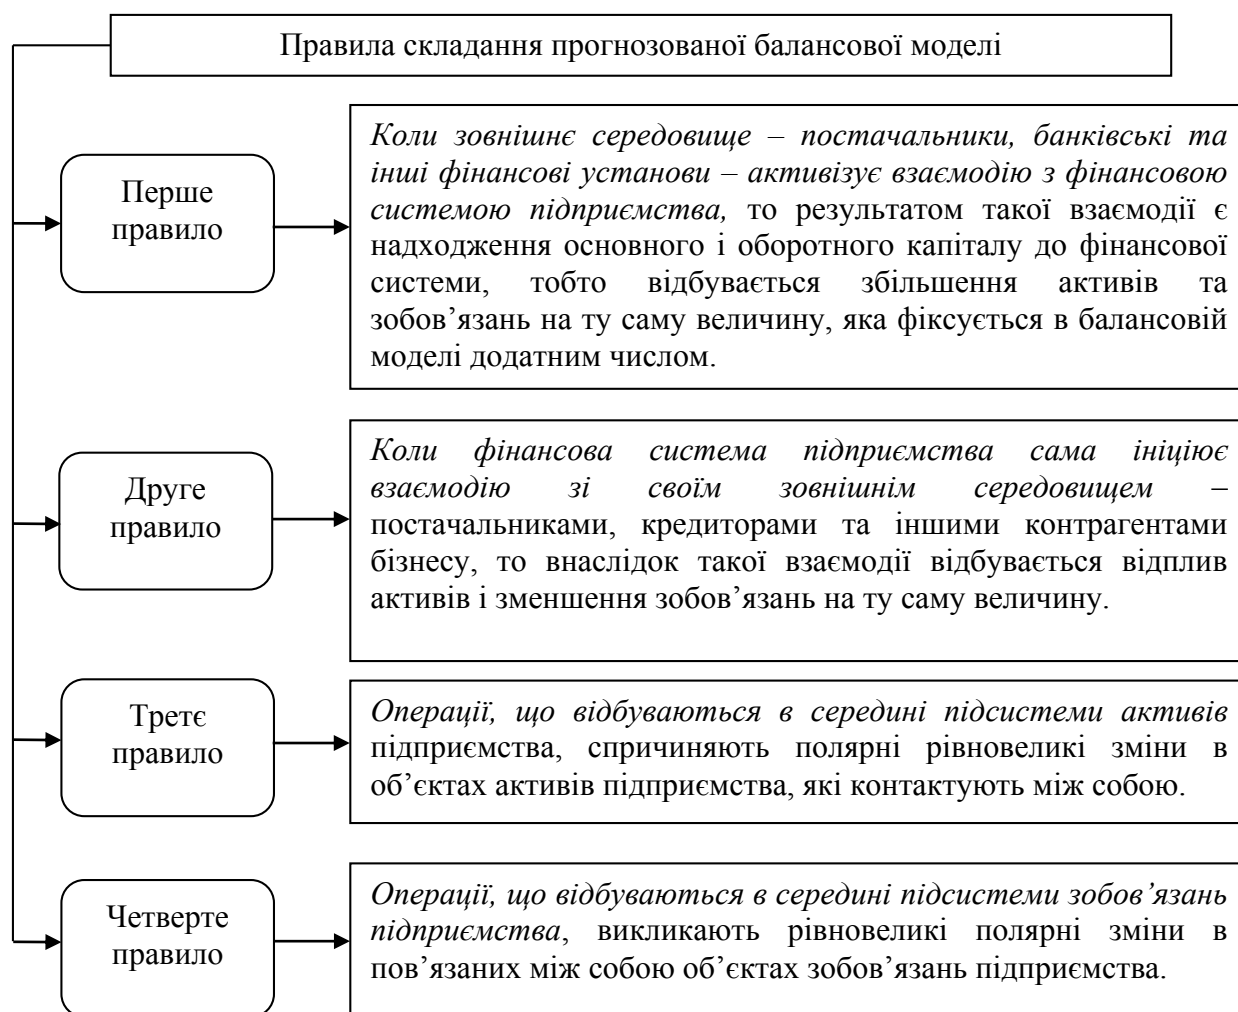 Правила складання прогнозованої балансової моделі
Перше
правило
Коли зовнішнє середовище – постачальники, банківські та
інші фінансові установи – активізує взаємодію з фінансовою
системою підприємства, то результатом такої взаємодії є
надходження основного і оборотного капіталу до фінансової
системи, тобто відбувається збільшення активів та
зобов’язань на ту саму величину, яка фіксується в балансовій
моделі додатним числом.
Друге
правило
Коли фінансова система підприємства сама ініціює
взаємодію зі своїм зовнішнім середовищем –
постачальниками, кредиторами та іншими контрагентами
бізнесу, то внаслідок такої взаємодії відбувається відплив
активів і зменшення зобов’язань на ту саму величину.
Третє
правило
Операції, що відбуваються в середині підсистеми активів
підприємства, спричиняють полярні рівновеликі зміни в
об’єктах активів підприємства, які контактують між собою.
Четверте
правило
Операції, що відбуваються в середині підсистеми зобов’язань
підприємства, викликають рівновеликі полярні зміни в
пов’язаних між собою об’єктах зобов’язань підприємства.